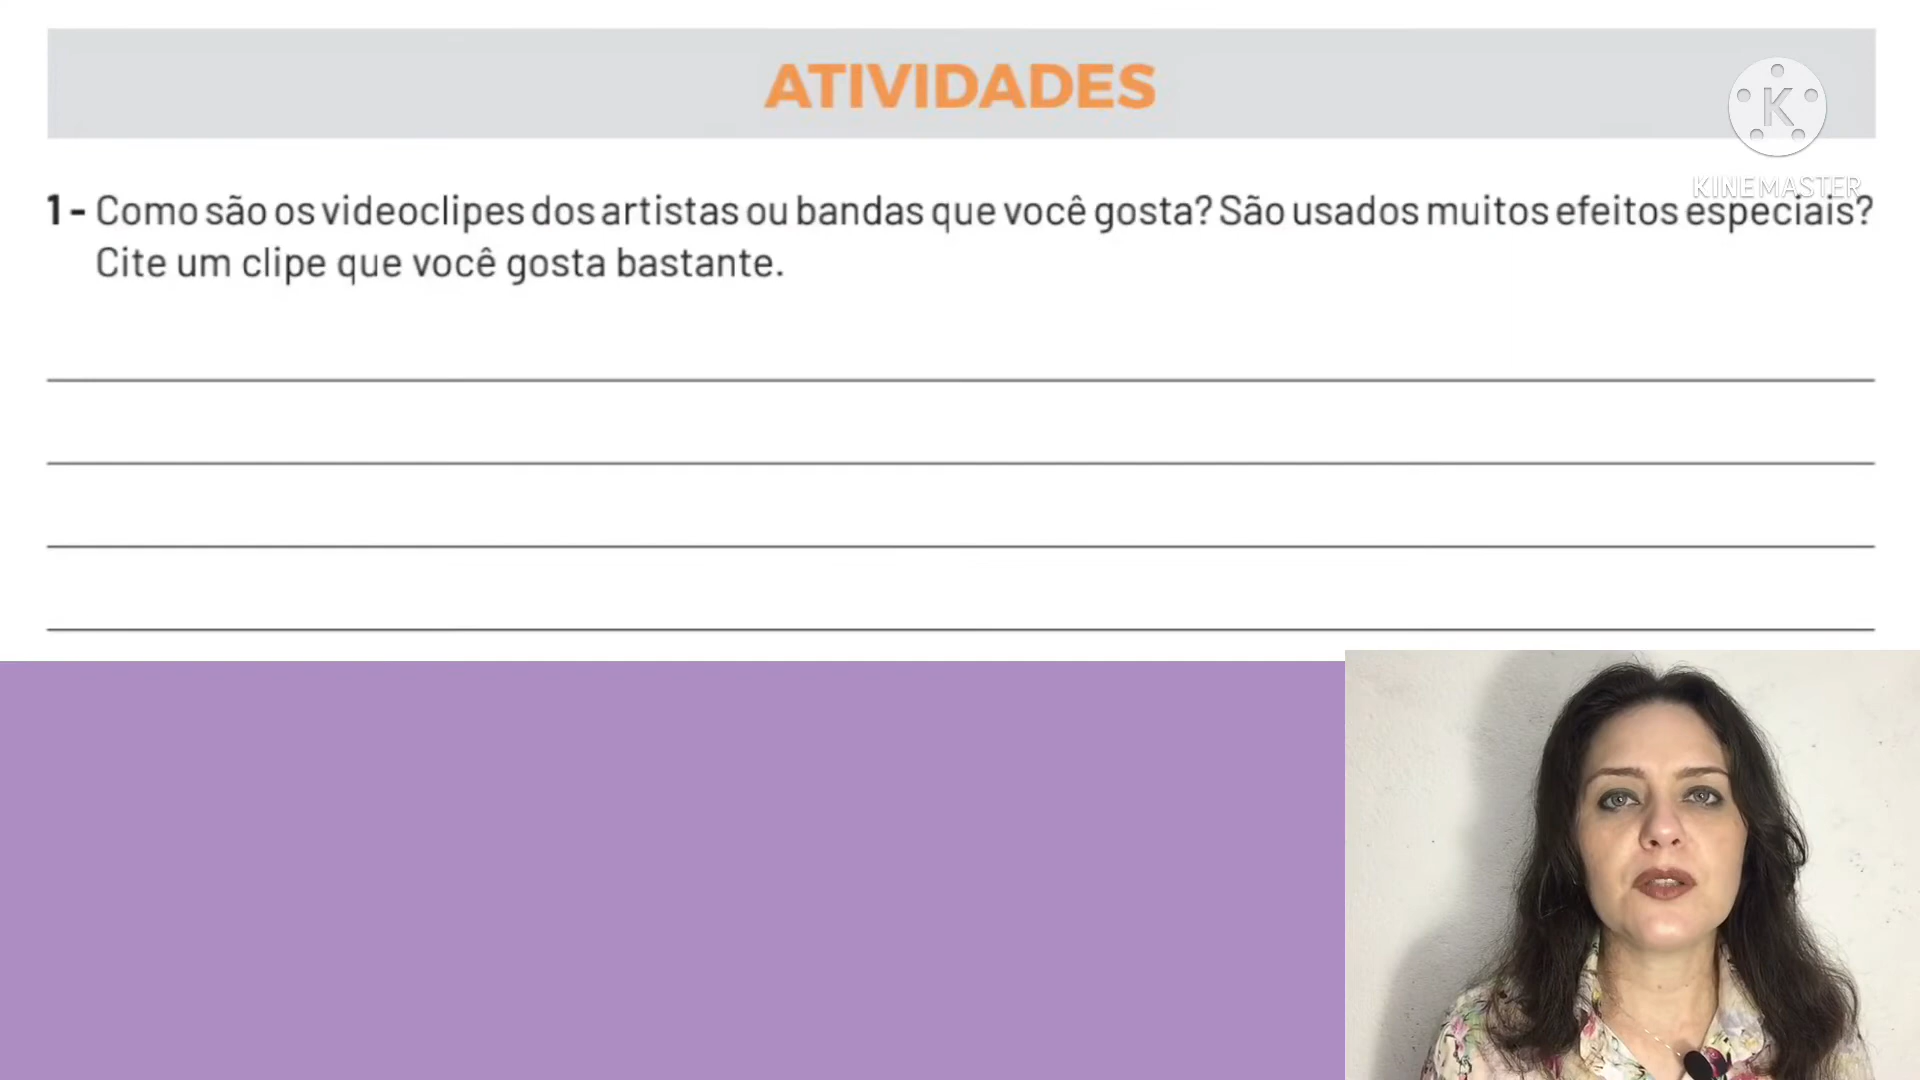 ATIVIDADES
K
KINEMASTER
1 - Como são os videoclipes dos artistas ou bandas que você gosta? São usados muitos efeitos especiais?
Cite um clipe que você gosta bastante.